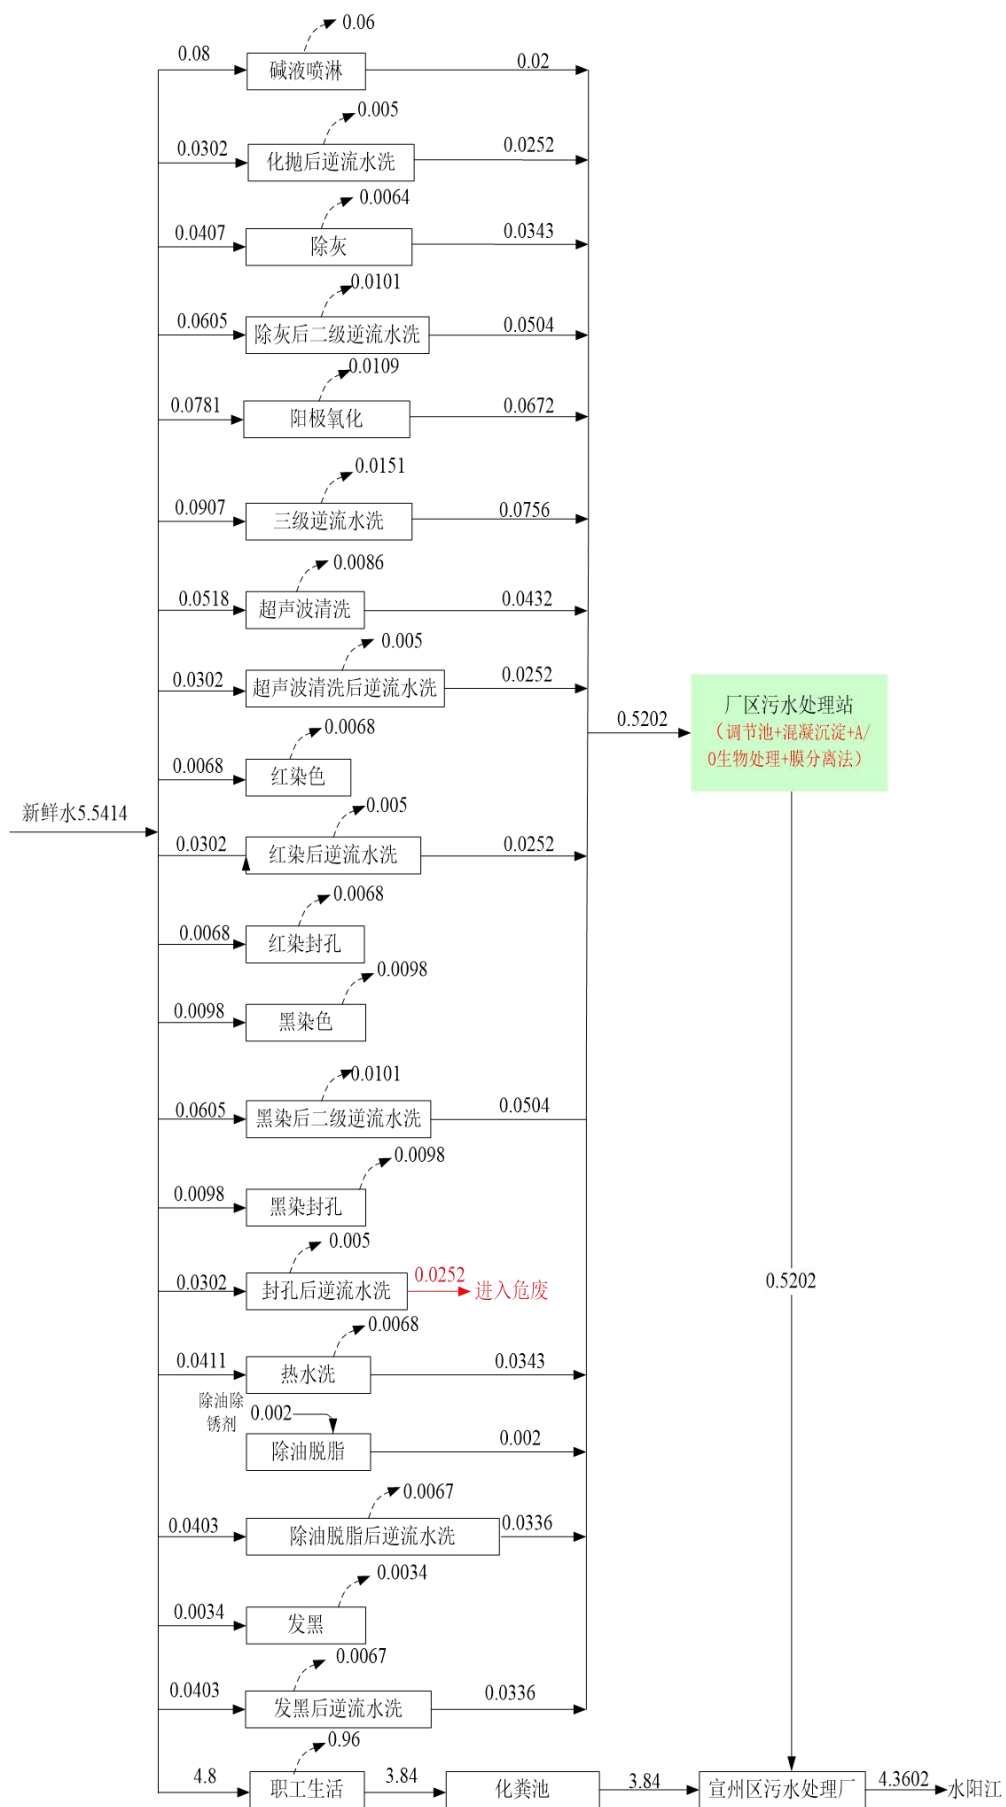 0.06
0.08
碱液喷淋
0.02
0.005
0.0302
化抛后逆流水洗
0.0252
0.0064
0.0407
除灰
0.0343
0.0101
0.0605
除灰后二级逆流水洗
0.0504
0.0109
0.0781
阳极氧化
0.0672
0.0151
0.0907
三级逆流水洗
0.0756
0.0086
0.0518
超声波清洗
0.0432
0.005
0.0302
超声波清洗后逆流水洗
0.0252
0.5202
厂区污水处理站
（调节池+混凝沉淀+A/
O生物处理+膜分离法）
0.0068
0.0068
红染色
新鲜水5.5414
0.005
0.0302
红染后逆流水洗
0.0252
0.0068
0.0068
红染封孔
0.0098
0.0098
黑染色
0.0101
0.0605
黑染后二级逆流水洗
0.0504
0.0098
0.0098
黑染封孔
0.005
0.0302
封孔后逆流水洗
0.0252
进入危废
0.5202
0.0068
0.0411
热水洗
0.0343
除油除
锈剂
0.002
除油脱脂
0.002
0.0067
0.0403
除油脱脂后逆流水洗
0.0336
0.0034
0.0034
发黑
0.0067
0.0403
发黑后逆流水洗
0.0336
0.96
4.8
职工生活
3.84
化粪池
3.84
宣州区污水处理厂
4.3602
水阳江